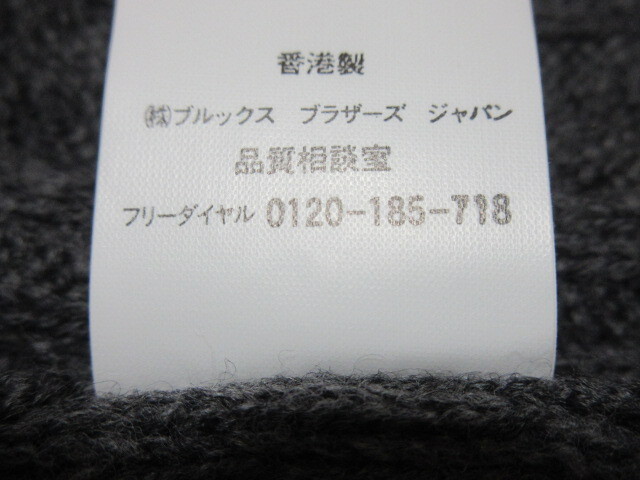 香港製
㈱ブルックス ブラザーズ ジャパン
品質相談室
フリーダイヤル 0120-185-718